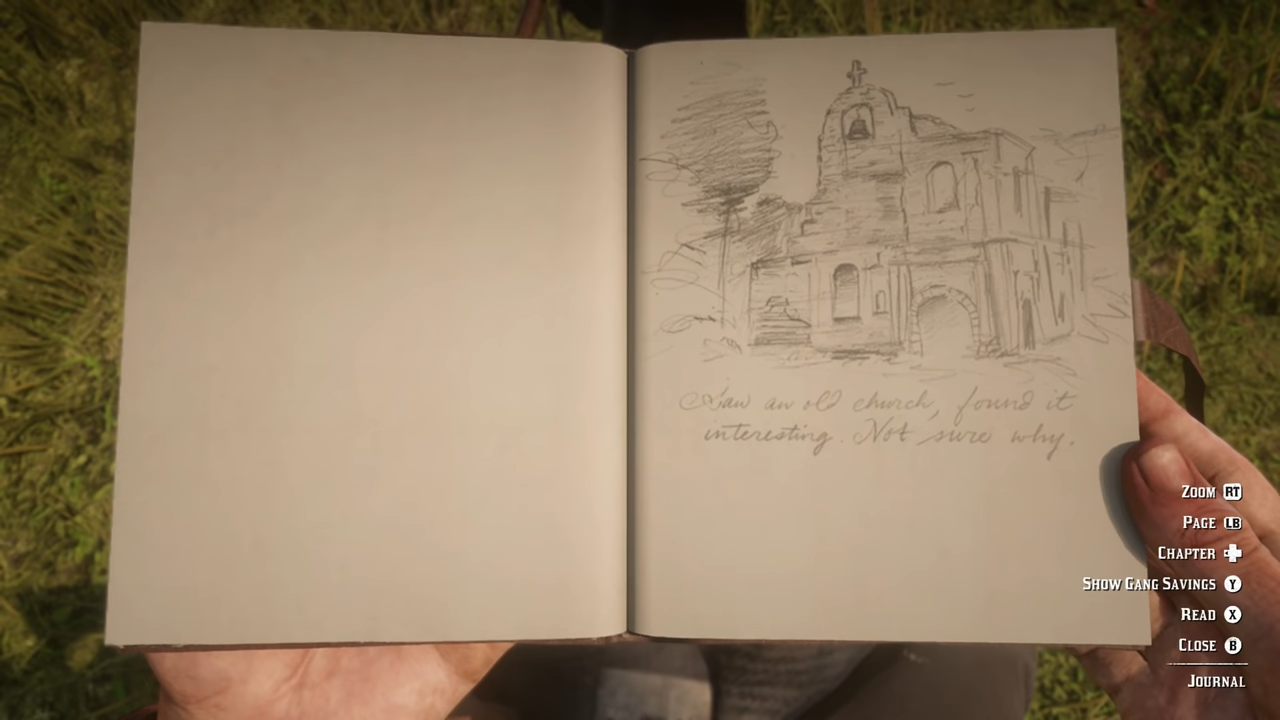 Saw an old church, found it
interesting. Not sure why.
ZOOM RT
PAGE LB
CHAPTER
SHOW GANG SAVINGS Y
READ X
CLOSE B
JOURNAL